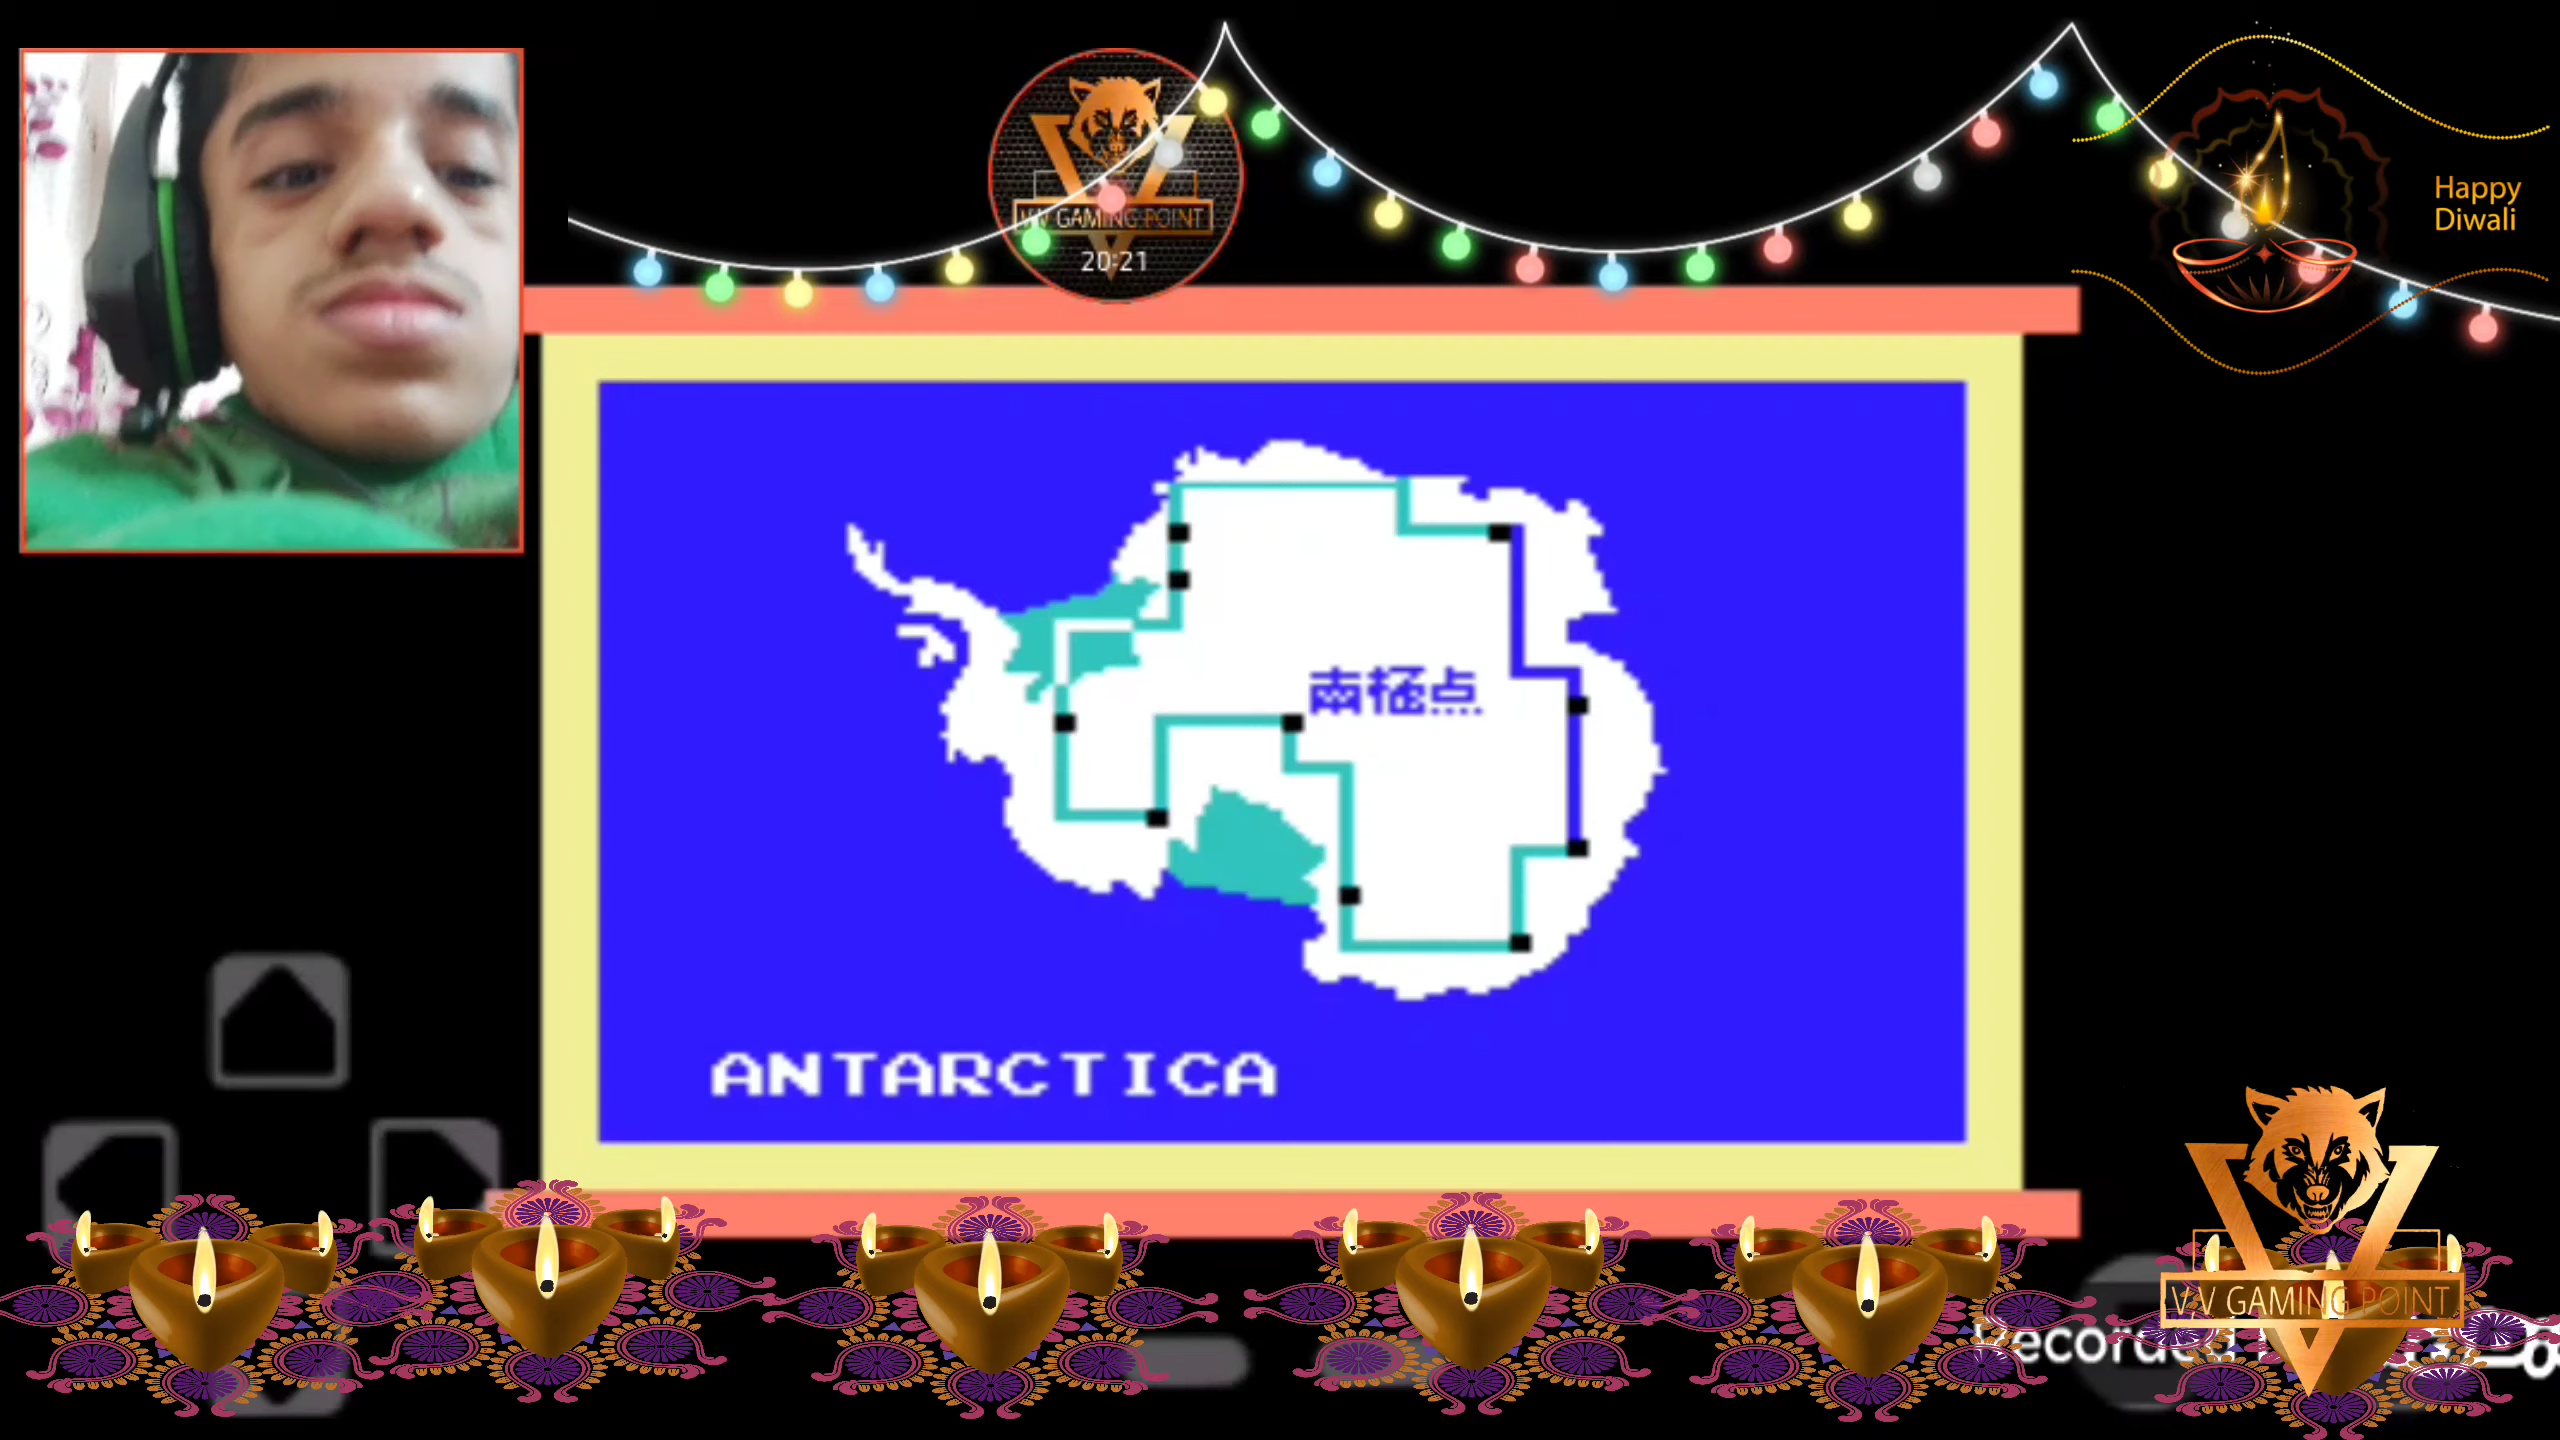 V.V GAMING POINT
20:21
Happy
Diwali
南極点
ANTARCTICA
V.V GAMING POINT